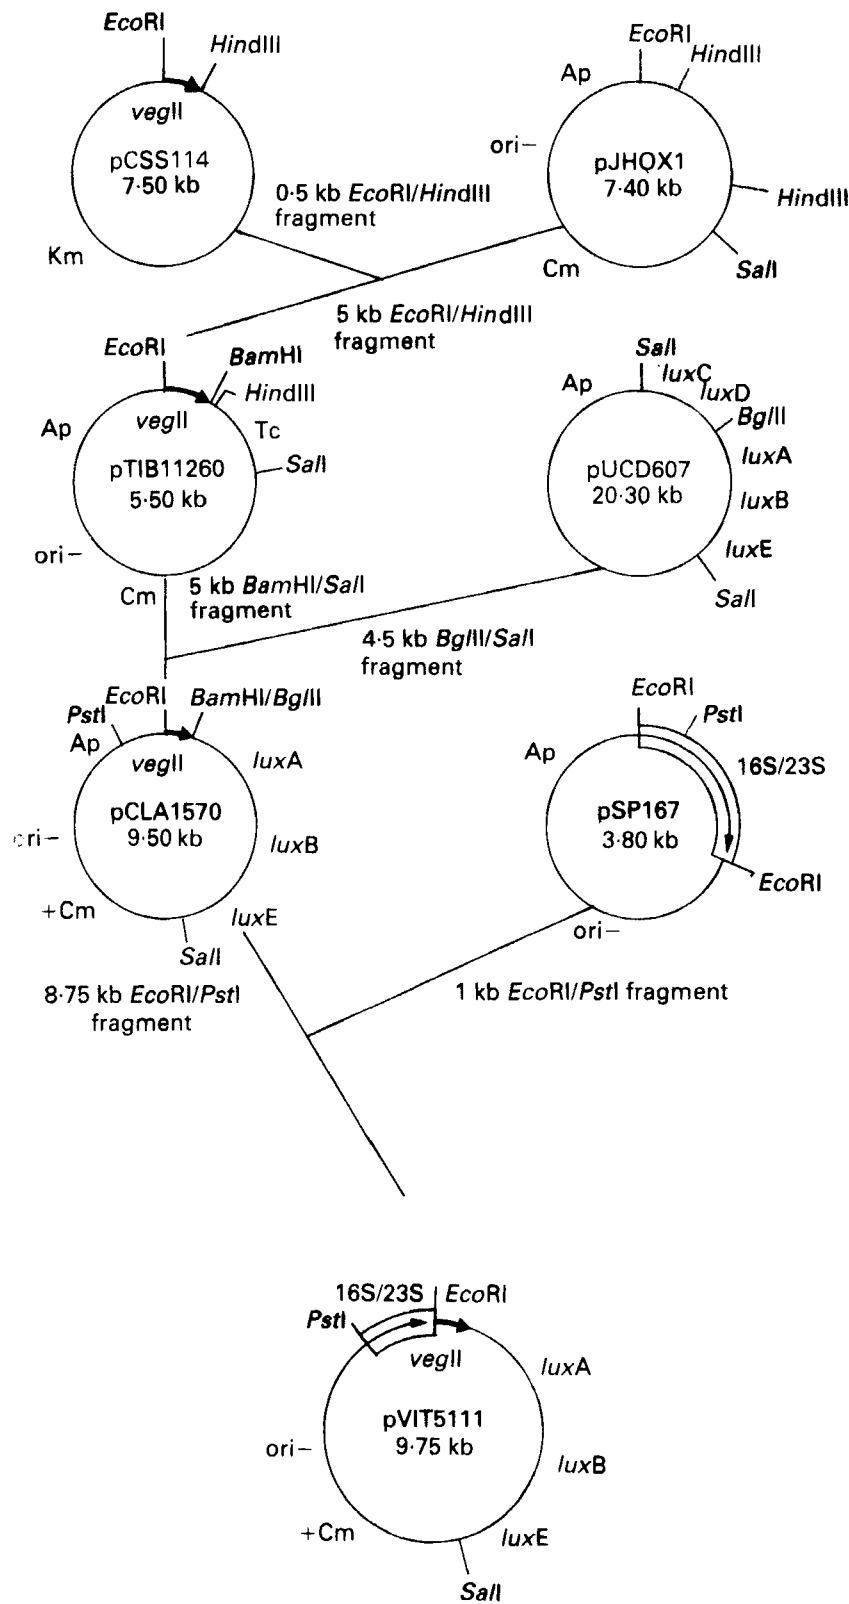 EcoRI
HindIII
vegII
pCSS114
7·50 kb
Km
EcoRI
HindIII
Ap
ori–
pJHQX1
7·40 kb
HindIII
SalI
Cm
0·5 kb EcoRI/HindIII
fragment
5 kb EcoRI/HindIII
fragment
EcoRI
BamHI
HindIII
vegII
Tc
Ap
pTIB11260
5·50 kb
SalI
ori–
Cm
SalI
luxC
luxD
BglII
Ap
luxA
pUCD607
20·30 kb
luxB
luxE
SalI
5 kb BamHI/SalI
fragment
4·5 kb BglII/SalI
fragment
EcoRI
BamHI/BglII
PstI
Ap
vegII
luxA
pCLA1570
9·50 kb
luxB
ori–
+Cm
luxE
SalI
EcoRI
PstI
Ap
16S/23S
pSP167
3·80 kb
EcoRI
ori–
8·75 kb EcoRI/PstI
fragment
1 kb EcoRI/PstI fragment
16S/23S
EcoRI
PstI
vegII
luxA
pVIT5111
9·75 kb
ori–
luxB
+Cm
luxE
SalI